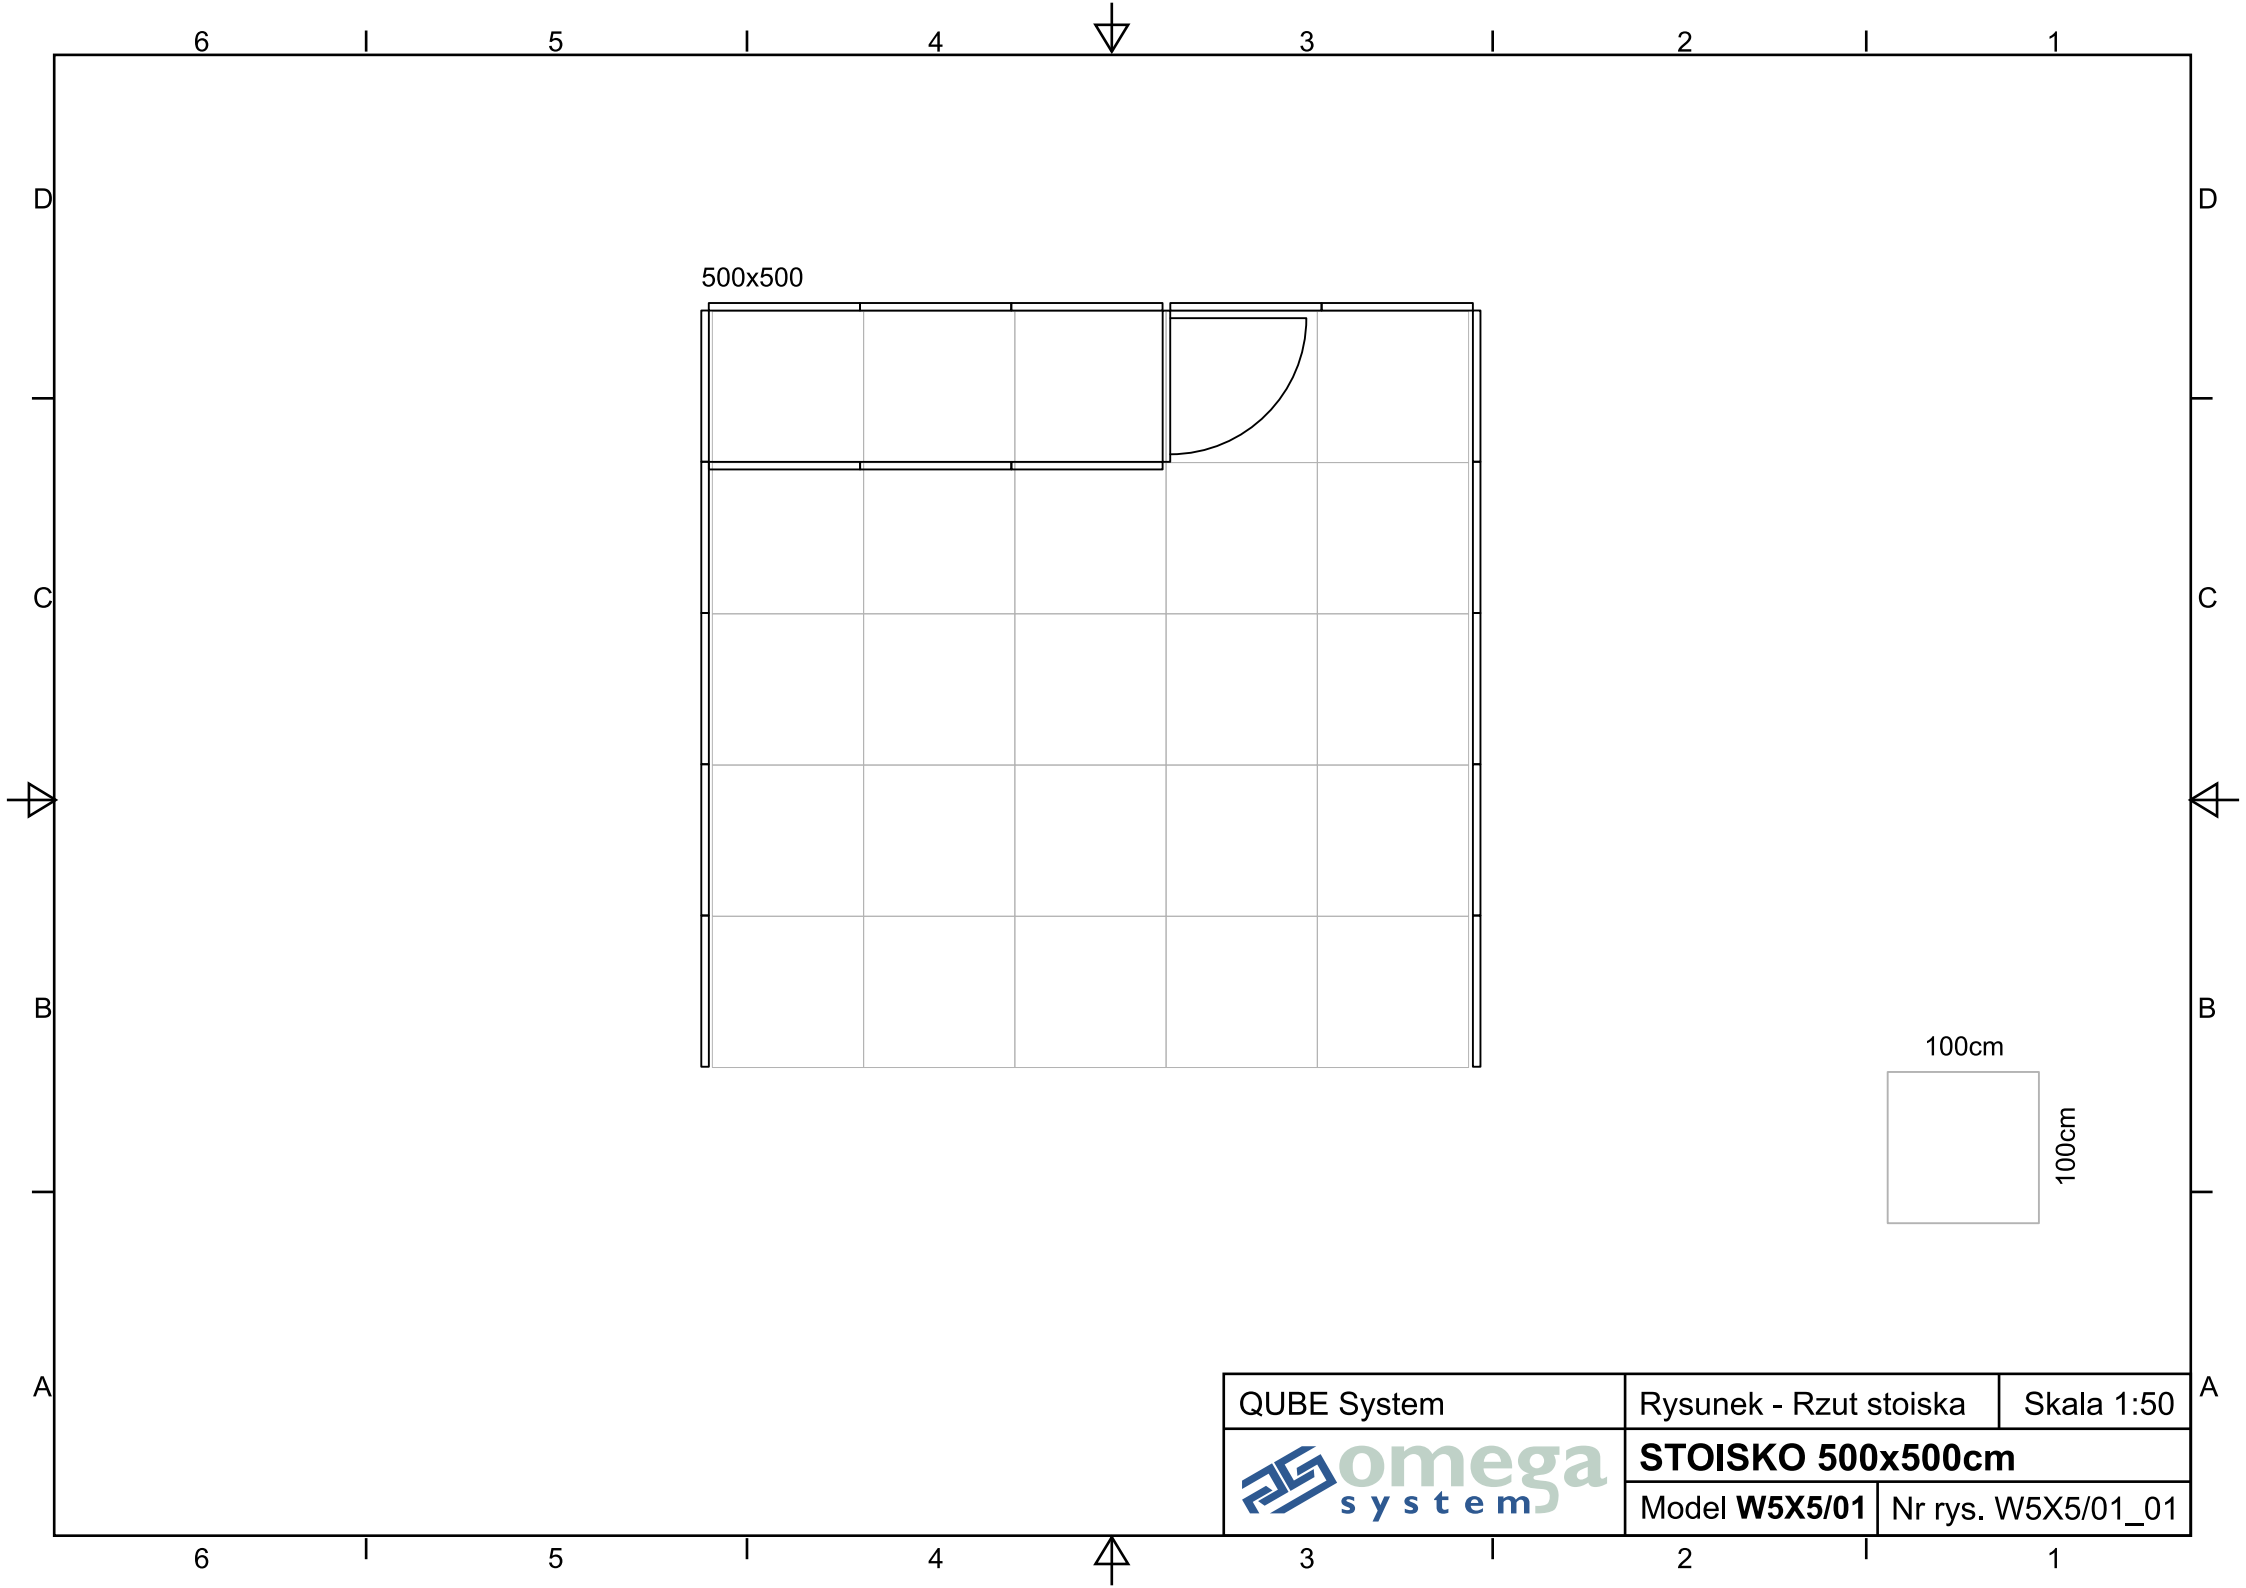 6 5 4 3 2 1
D D
500x500
C C
B B
100cm
100cm
A A
QUBE System
Rysunek - Rzut stoiska
Skala 1:50
omega
system
STOISKO 500x500cm
Model W5X5/01
Nr rys. W5X5/01_01
6 5 4 3 2 1